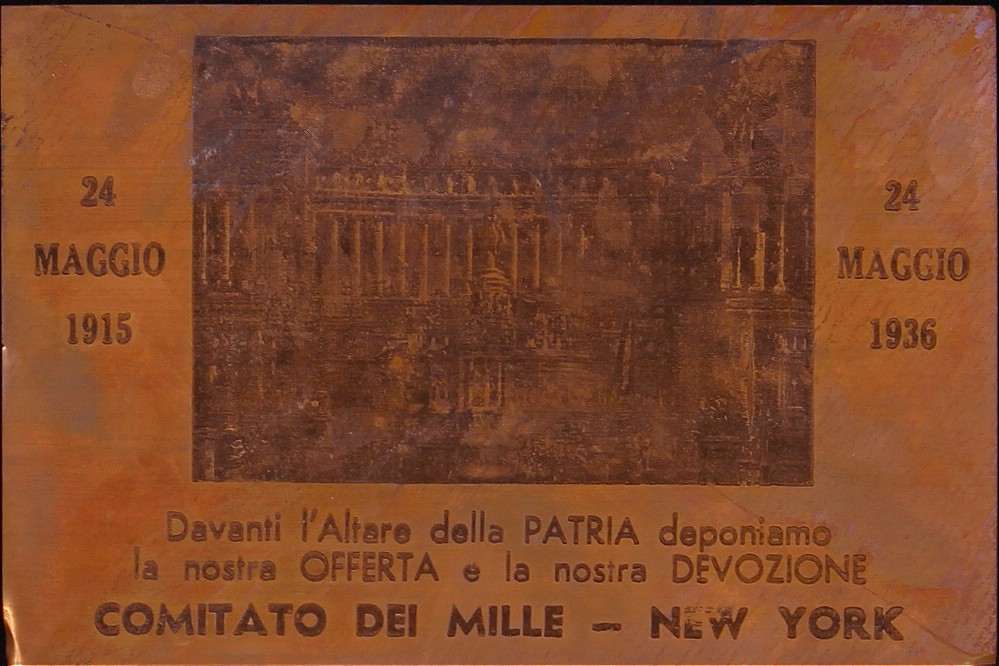 24
MAGGIO
1915
24
MAGGIO
1936
Davanti l'Altare della PATRIA deponiamo
la nostra OFFERTA e la nostra DEVOZIONE
COMITATO DEI MILLE – NEW YORK